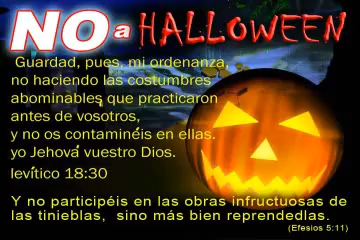 NO a HALLOWEEN
Guardad, pues, mi ordenanza,
no haciendo las costumbres
abominables que practicaron
antes de vosotros,
y no os contaminéis en ellas.
yo Jehová vuestro Dios.
levítico 18:30
Y no participéis en las obras infructuosas de
las tinieblas, sino más bien reprendedlas.
(Efesios 5:11)